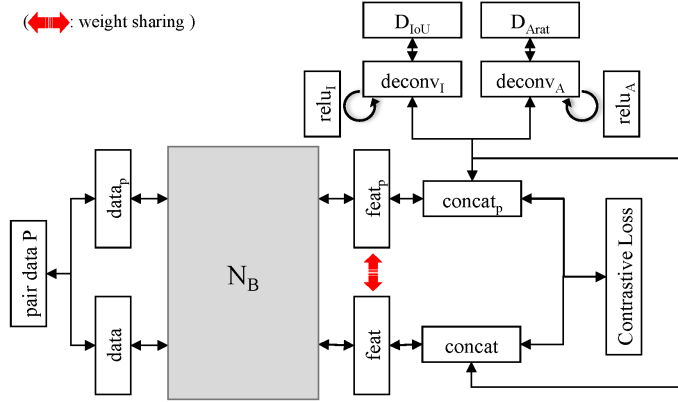 ( : weight sharing )
D_IoU
D_Arat
deconv_I
deconv_A
relu_I
relu_A
data_p
feat_p
concat_p
pair data P
N_B
Contrastive Loss
data
feat
concat